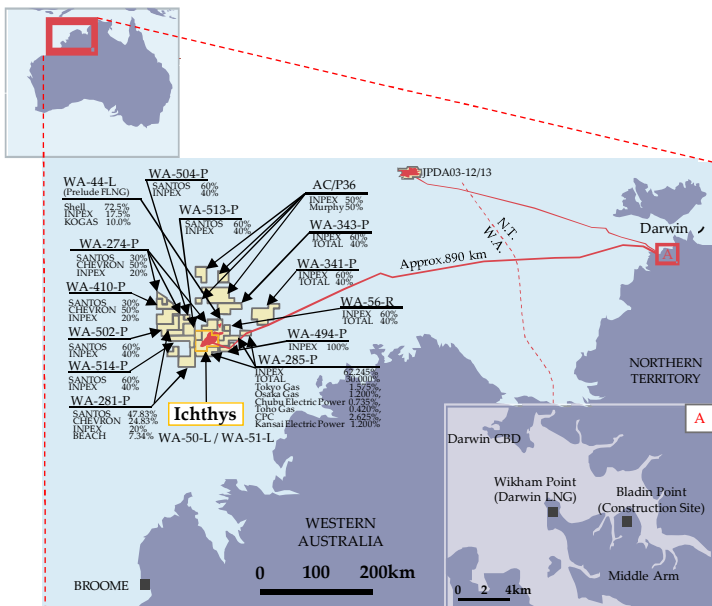 WA-504-P
SANTOS 60%
INPEX 40%
WA-44-L
(Prelude FLNG)
Shell 72.5%
INPEX 17.5%
KOGAS 10.0%
WA-513-P
SANTOS 60%
INPEX 40%
AC/P36
INPEX 50%
Murphy 50%
WA-343-P
INPEX 60%
TOTAL 40%
WA-274-P
SANTOS 30%
CHEVRON 50%
INPEX 20%
WA-341-P
INPEX 60%
TOTAL 40%
WA-410-P
SANTOS 30%
CHEVRON 50%
INPEX 20%
WA-56-R
INPEX 60%
TOTAL 40%
WA-502-P
SANTOS 60%
INPEX 40%
WA-494-P
INPEX 100%
WA-514-P
SANTOS 60%
INPEX 40%
WA-285-P
INPEX 62.245%
TOTAL 30.000%
Tokyo Gas 1.575%,
Osaka Gas 1.200%,
Chubu Electric Power 0.735%,
Toho Gas 0.420%,
CPC 2.625%,
Kansai Electric Power 1.200%
WA-281-P
SANTOS 47.83%
CHEVRON 24.83%
INPEX 20%
BEACH 7.34%
Ichthys
WA-50-L / WA-51-L
JPDA03-12/13
N.T.
W.A.
Approx.890 km
Darwin
A
NORTHERN
TERRITORY
WESTERN
AUSTRALIA
BROOME
0 100 200km
A
Darwin CBD
Wikham Point
(Darwin LNG)
Bladin Point
(Construction Site)
Middle Arm
0 2 4km